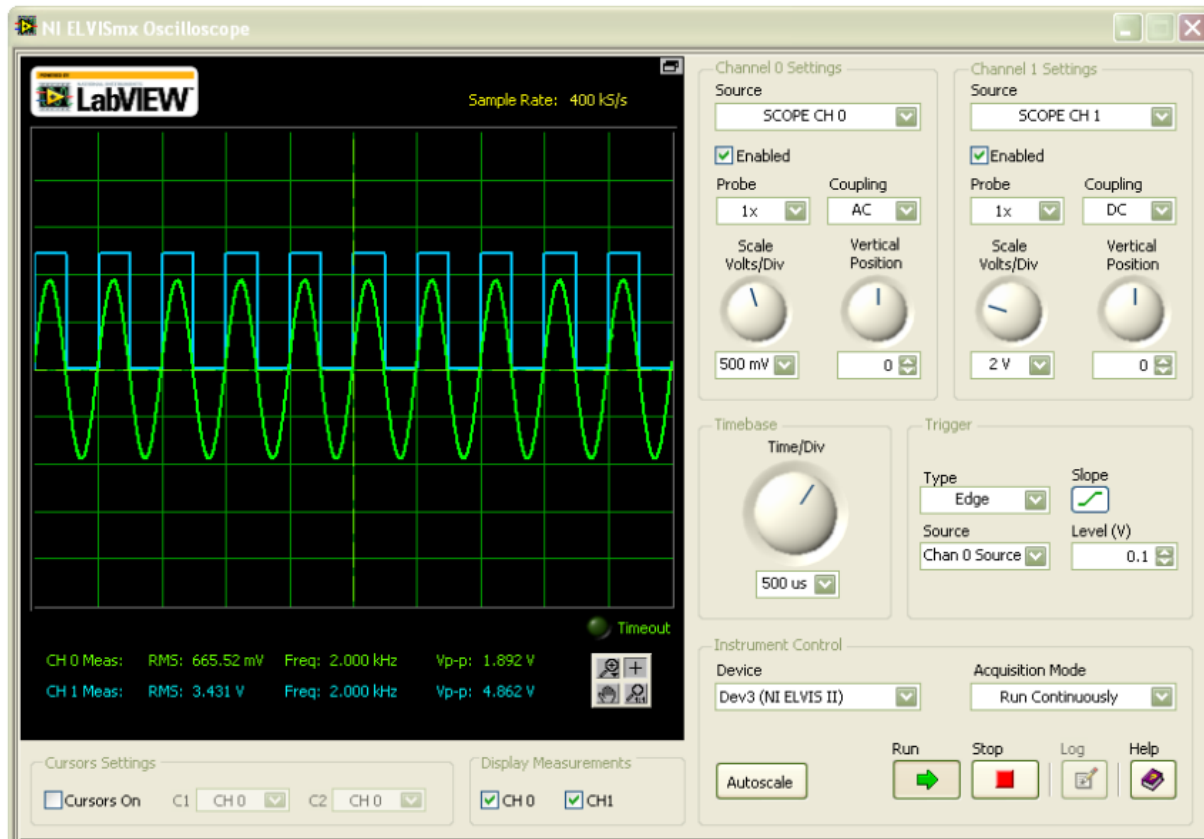 NI ELVISmx Oscilloscope
POWERED BY
NATIONAL INSTRUMENTS
LabVIEW
Sample Rate: 400 kS/s
Timeout
CH 0 Meas: RMS: 665.52 mV Freq: 2.000 kHz Vp-p: 1.892 V
CH 1 Meas: RMS: 3.431 V Freq: 2.000 kHz Vp-p: 4.862 V
Cursors Settings
Cursors On C1 CH 0 C2 CH 0
Display Measurements
CH 0 CH1
Channel 0 Settings
Source
SCOPE CH 0
Enabled
Probe Coupling
1x AC
Scale Vertical
Volts/Div Position
500 mV 0
Channel 1 Settings
Source
SCOPE CH 1
Enabled
Probe Coupling
1x DC
Scale Vertical
Volts/Div Position
2 V 0
Timebase
Time/Div
500 us
Trigger
Type Slope
Edge
Source Level (V)
Chan 0 Source 0.1
Instrument Control
Device Acquisition Mode
Dev3 (NI ELVIS II) Run Continuously
Run Stop Log Help
Autoscale